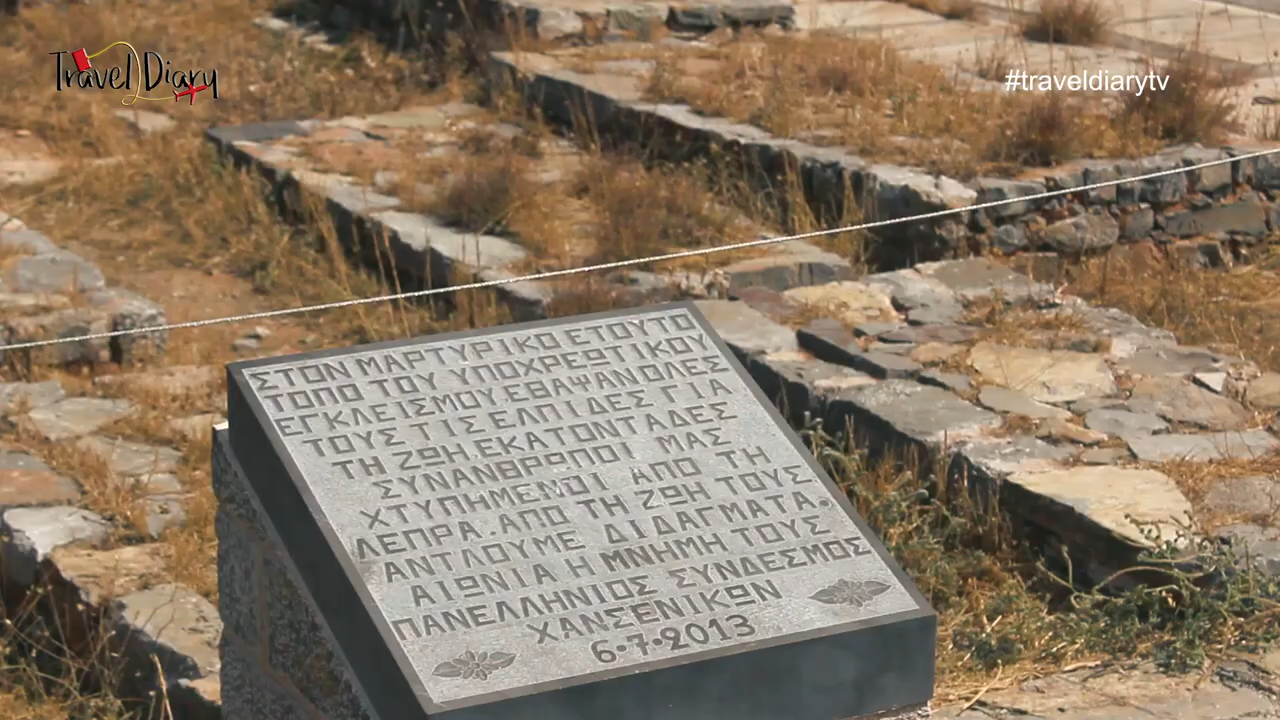 Travel Diary
#traveldiarytv
ΣΤΟΝ ΜΑΡΤΥΡΙΚΟ ΕΤΟΥΤΟ
ΤΟΠΟ ΤΟΥ ΥΠΟΧΡΕΩΤΙΚΟΥ
ΕΓΚΛΕΙΣΜΟΥ.ΕΘΑΨΑΝ ΟΛΕΣ
ΤΟΥΣ ΤΙΣ ΕΛΠΙΔΕΣ ΓΙΑ
ΤΗ ΖΩΗ.ΕΚΑΤΟΝΤΑΔΕΣ
ΣΥΝΑΝΘΡΩΠΟΙ ΜΑΣ
ΧΤΥΠΗΜΕΝΟΙ ΑΠΟ ΤΗ
ΛΕΠΡΑ.ΑΠΟ ΤΗ ΖΩΗ ΤΟΥΣ
ΑΝΤΛΟΥΜΕ ΔΙΔΑΓΜΑΤΑ.
ΑΙΩΝΙΑ Η ΜΝΗΜΗ ΤΟΥΣ
ΠΑΝΕΛΛΗΝΙΟΣ ΣΥΝΔΕΣΜΟΣ
ΧΑΝΣΕΝΙΚΩΝ
6•7•2013